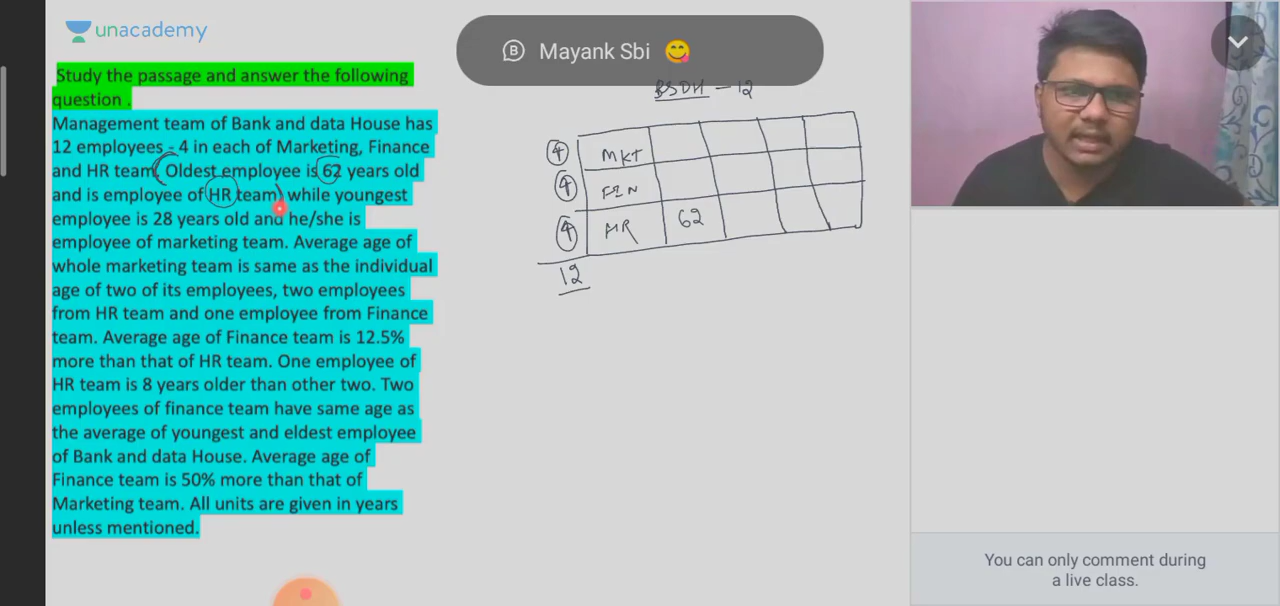 unacademy
Mayank Sbi 😋
Study the passage and answer the following
question .
Management team of Bank and data House has
12 employees - 4 in each of Marketing, Finance
and HR team. Oldest employee is 62 years old
and is employee of HR team, while youngest
employee is 28 years old and he/she is
employee of marketing team. Average age of
whole marketing team is same as the individual
age of two of its employees, two employees
from HR team and one employee from Finance
team. Average age of Finance team is 12.5%
more than that of HR team. One employee of
HR team is 8 years older than other two. Two
employees of finance team have same age as
the average of youngest and eldest employee
of Bank and data House. Average age of
Finance team is 50% more than that of
Marketing team. All units are given in years
unless mentioned.
BSDH - 12
4 MKT
4 FIN
4 HR 62
12
You can only comment during
a live class.